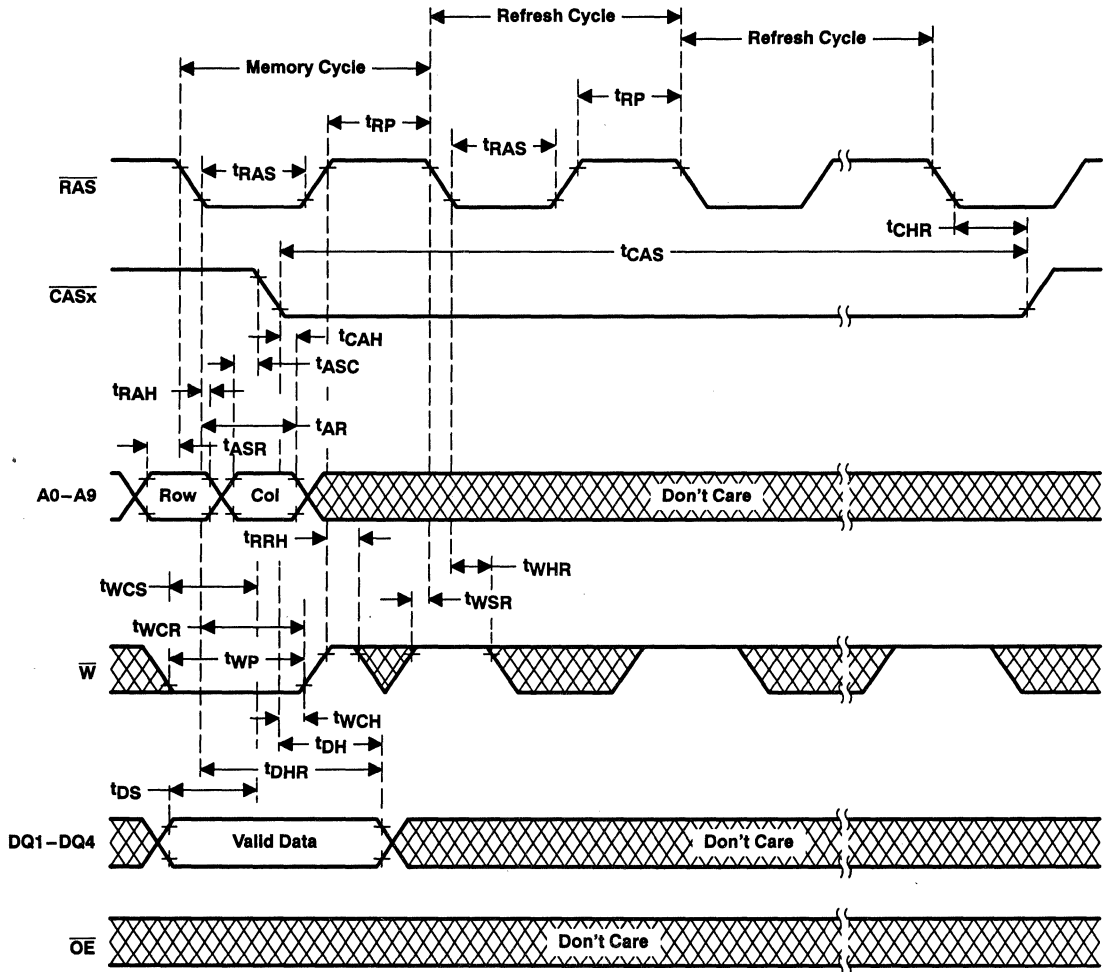 Refresh Cycle
Refresh Cycle
Memory Cycle
tRP
tRP
tRAS
tRAS
RAS
tCHR
tCAS
CASx
tCAH
tASC
tRAH
tAR
tASR
A0–A9
Row
Col
Don't Care
tRRH
tWHR
tWCS
tWSR
tWCR
tWP
W
tWCH
tDH
tDHR
tDS
DQ1–DQ4
Valid Data
Don't Care
OE
Don't Care